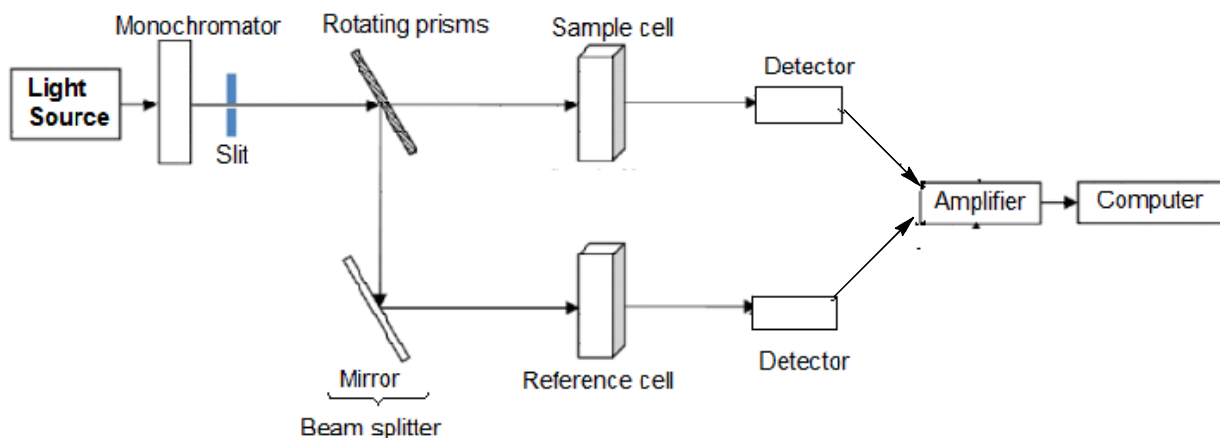 Monochromator
Rotating prisms
Sample cell
Detector
Light
Source
Slit
Amplifier
Computer
Mirror
Reference cell
Detector
Beam splitter